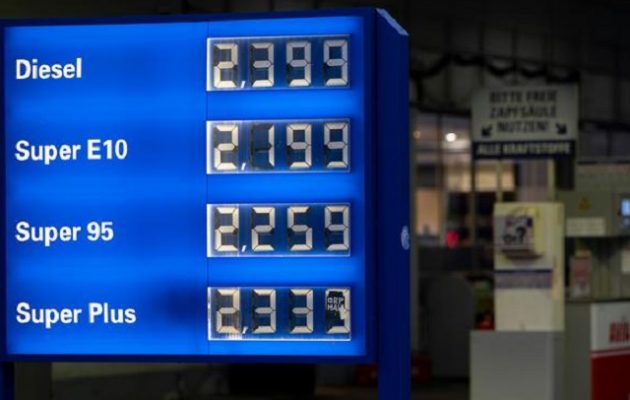 Diesel 2,399
Super E10 2,199
Super 95 2,259
Super Plus 2,33
BITTE FREIE
ZAPFSÄULE
NUTZEN!
ALLE KRAFTSTOFFE